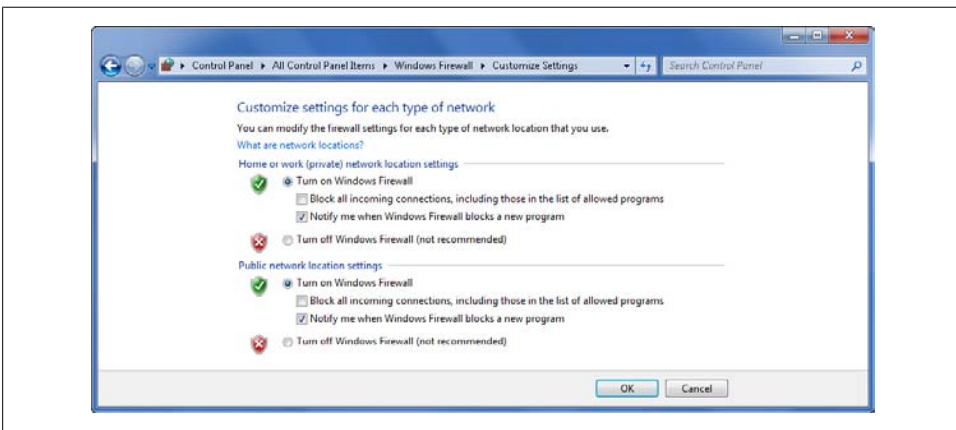 Control Panel ▸ All Control Panel Items ▸ Windows Firewall ▸ Customize Settings
Search Control Panel
Customize settings for each type of network
You can modify the firewall settings for each type of network location that you use.
What are network locations?
Home or work (private) network location settings
Turn on Windows Firewall
Block all incoming connections, including those in the list of allowed programs
Notify me when Windows Firewall blocks a new program
Turn off Windows Firewall (not recommended)
Public network location settings
Turn on Windows Firewall
Block all incoming connections, including those in the list of allowed programs
Notify me when Windows Firewall blocks a new program
Turn off Windows Firewall (not recommended)
OK
Cancel